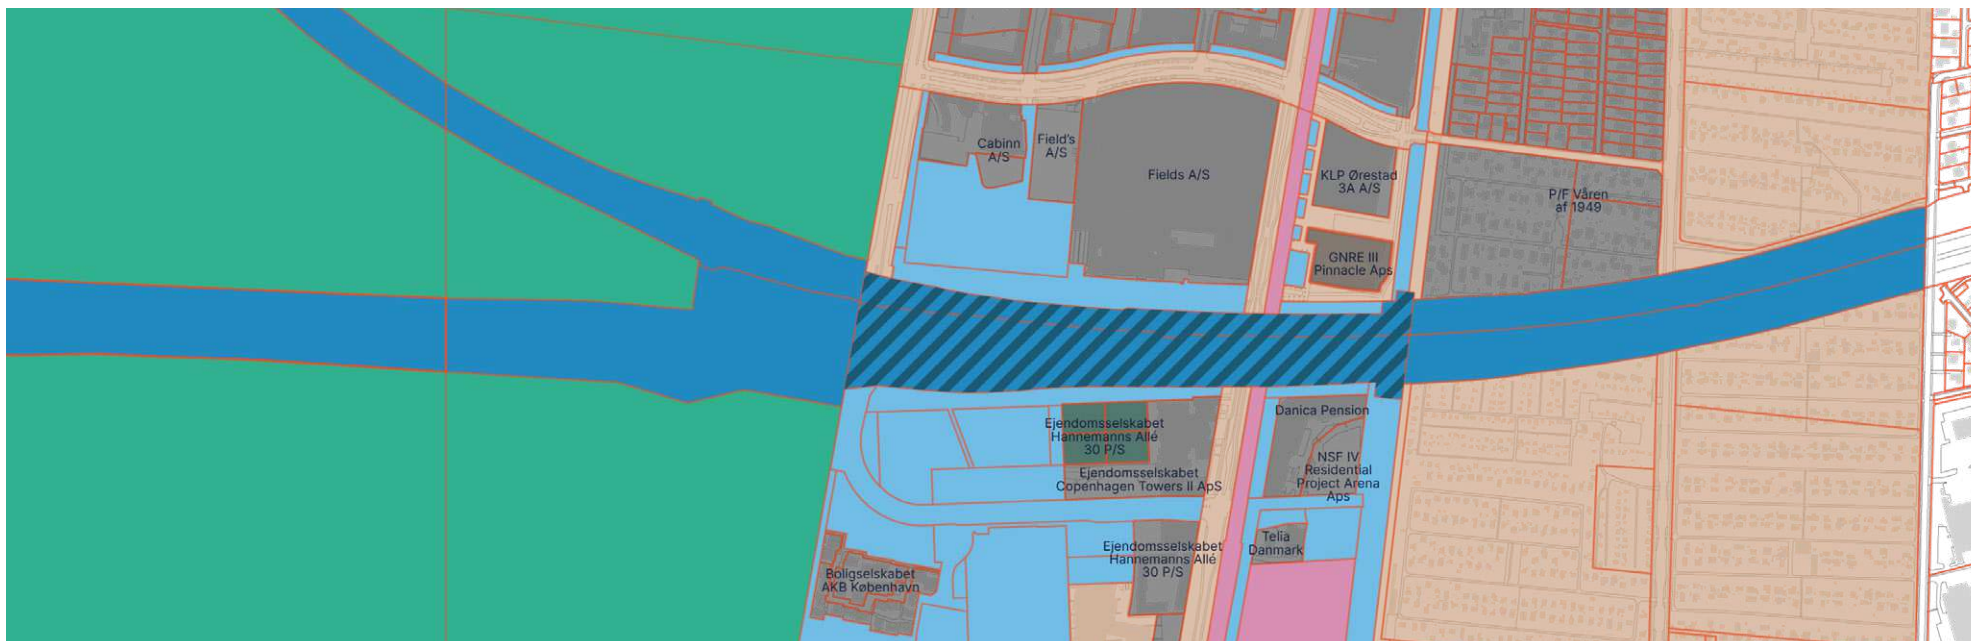 Cabinn
A/S
Field's
A/S
Fields A/S
KLP Ørestad
3A A/S
P/F Våren
af 1949
GNRE III
Pinnacle Aps
Ejendomsselskabet
Hannemanns Allé
30 P/S
Ejendomsselskabet
Copenhagen Towers II ApS
Danica Pension
NSF IV
Residential
Project Arena
Aps
Ejendomsselskabet
Hannemanns Allé
30 P/S
Telia
Danmark
Boligselskabet
AKB København